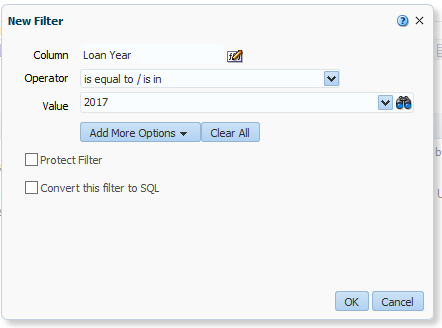 New Filter
Column Loan Year
Operator is equal to / is in
Value 2017
Add More Options Clear All
Protect Filter
Convert this filter to SQL
OK Cancel